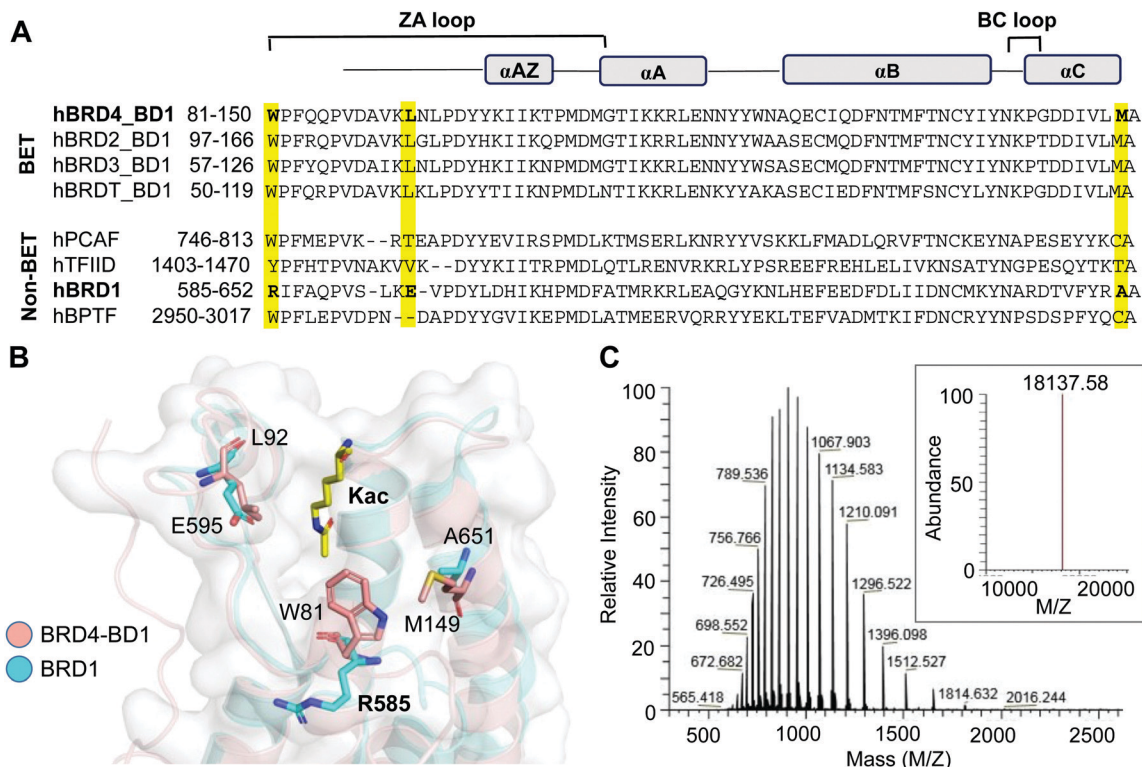 A
ZA loop
BC loop
αAZ
αA
αB
αC
BET
hBRD4_BD1 81-150 WPFQQPVDAVKLNLPDYYKIIKTPMDMGTIKKRLENNYYWNAQECIQDFNTMFTNCYIYNKPGDDIVLMA
hBRD2_BD1 97-166 WPFRQPVDAVKLGLPDYHKIIKQPMDMGTIKRRLENNYYWAASECMQDFNTMFTNCYIYNKPTDDIVLMA
hBRD3_BD1 57-126 WPFYQPVDAIKLNLPDYHKIIKNPMDMGTIKKRLENNYYWSASECMQDFNTMFTNCYIYNKPTDDIVLMA
hBRDT_BD1 50-119 WPFQRPVDAVKLKLPDYYTIIKNPMDLNTIKKRLENKYYAKASECIEDFNTMFSNCYLYNKPGDDIVLMA
Non-BET
hPCAF 746-813 WPFMEPVK--RTEAPDYYEVIRSPMDLKTMSERLKNRYYVSKKLFMADLQRVFTNCKEYNAPESEYYKCA
hTFIID 1403-1470 YPFHTPVNAKVVK--DYYKIITRPMDLQTLRENVRKRLYPSREEFREHLELIVKNSATYNGPESQYTKTA
hBRD1 585-652 RIFAQPVS-LKE-VPDYLDHIKHPMDFATMRKRLEAQGYKNLHEFEEDFDLIIDNCMKYNARDTVFYRAA
hBPTF 2950-3017 WPFLEPVDPN--DAPDYYGVIKEPMDLATMEERVQRRYYEKLTEFVADMTKIFDNCRYYNPSDSPFYQCA
B
L92
Kac
E595
A651
W81
M149
R585
BRD4-BD1
BRD1
C
100
80
60
40
20
0
Relative Intensity
500
1000
1500
2000
2500
Mass (M/Z)
565.418
672.682
698.552
726.495
756.766
789.536
1067.903
1134.583
1210.091
1296.522
1396.098
1512.527
1814.632
2016.244
18137.58
100
50
0
Abundance
10000
20000
M/Z